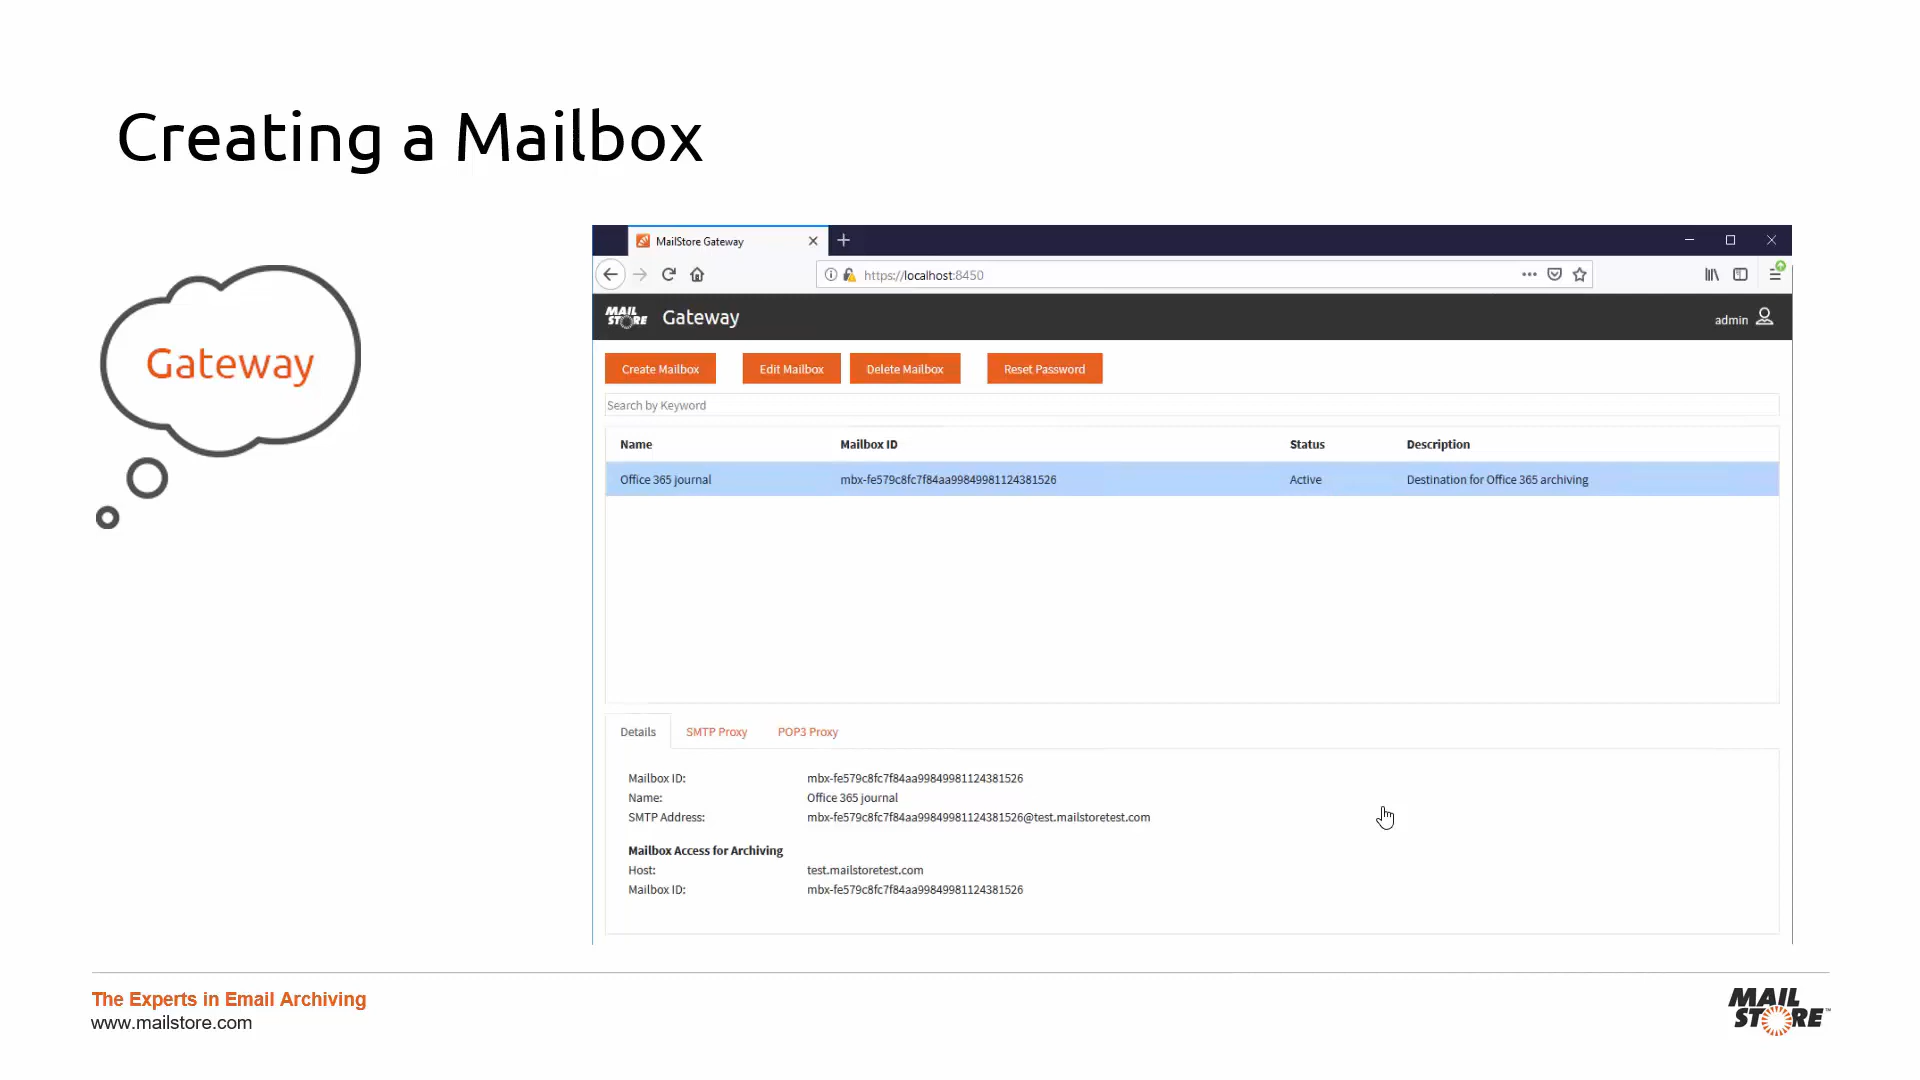 Creating a Mailbox
Gateway
MailStore Gateway
https://localhost:8450
MAIL STORE Gateway
admin
Create Mailbox Edit Mailbox Delete Mailbox Reset Password
Search by Keyword
Name Mailbox ID Status Description
Office 365 journal mbx-fe579c8fc7f84aa99849981124381526 Active Destination for Office 365 archiving
Details SMTP Proxy POP3 Proxy
Mailbox ID: mbx-fe579c8fc7f84aa99849981124381526
Name: Office 365 journal
SMTP Address: mbx-fe579c8fc7f84aa99849981124381526@test.mailstoretest.com
Mailbox Access for Archiving
Host: test.mailstoretest.com
Mailbox ID: mbx-fe579c8fc7f84aa99849981124381526
The Experts in Email Archiving
www.mailstore.com
MAIL
STORE™